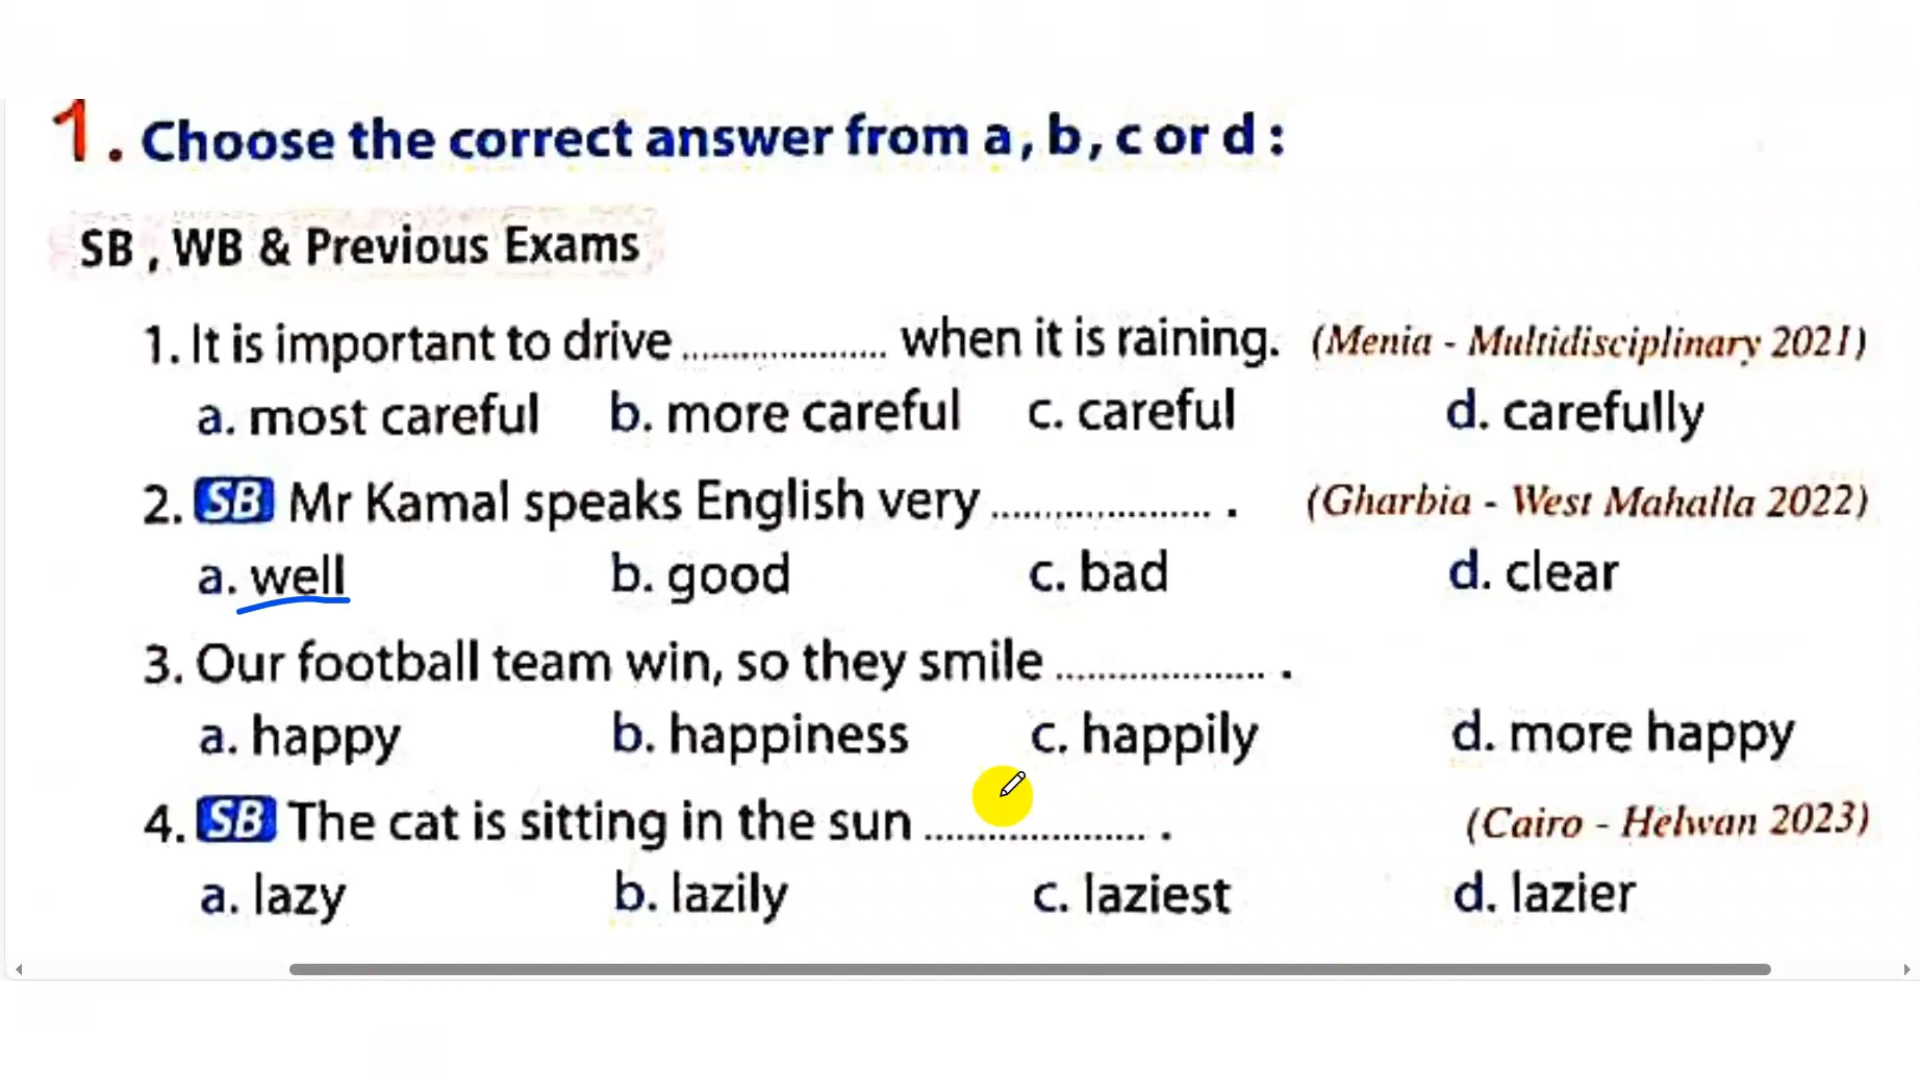 1. Choose the correct answer from a, b, c or d:
SB, WB & Previous Exams
1. It is important to drive .................... when it is raining. (Menia - Multidisciplinary 2021)
a. most careful b. more careful c. careful d. carefully
2. SB Mr Kamal speaks English very ...................... . (Gharbia - West Mahalla 2022)
a. well b. good c. bad d. clear
3. Our football team win, so they smile ..................... .
a. happy b. happiness c. happily d. more happy
4. SB The cat is sitting in the sun ...................... . (Cairo - Helwan 2023)
a. lazy b. lazily c. laziest d. lazier